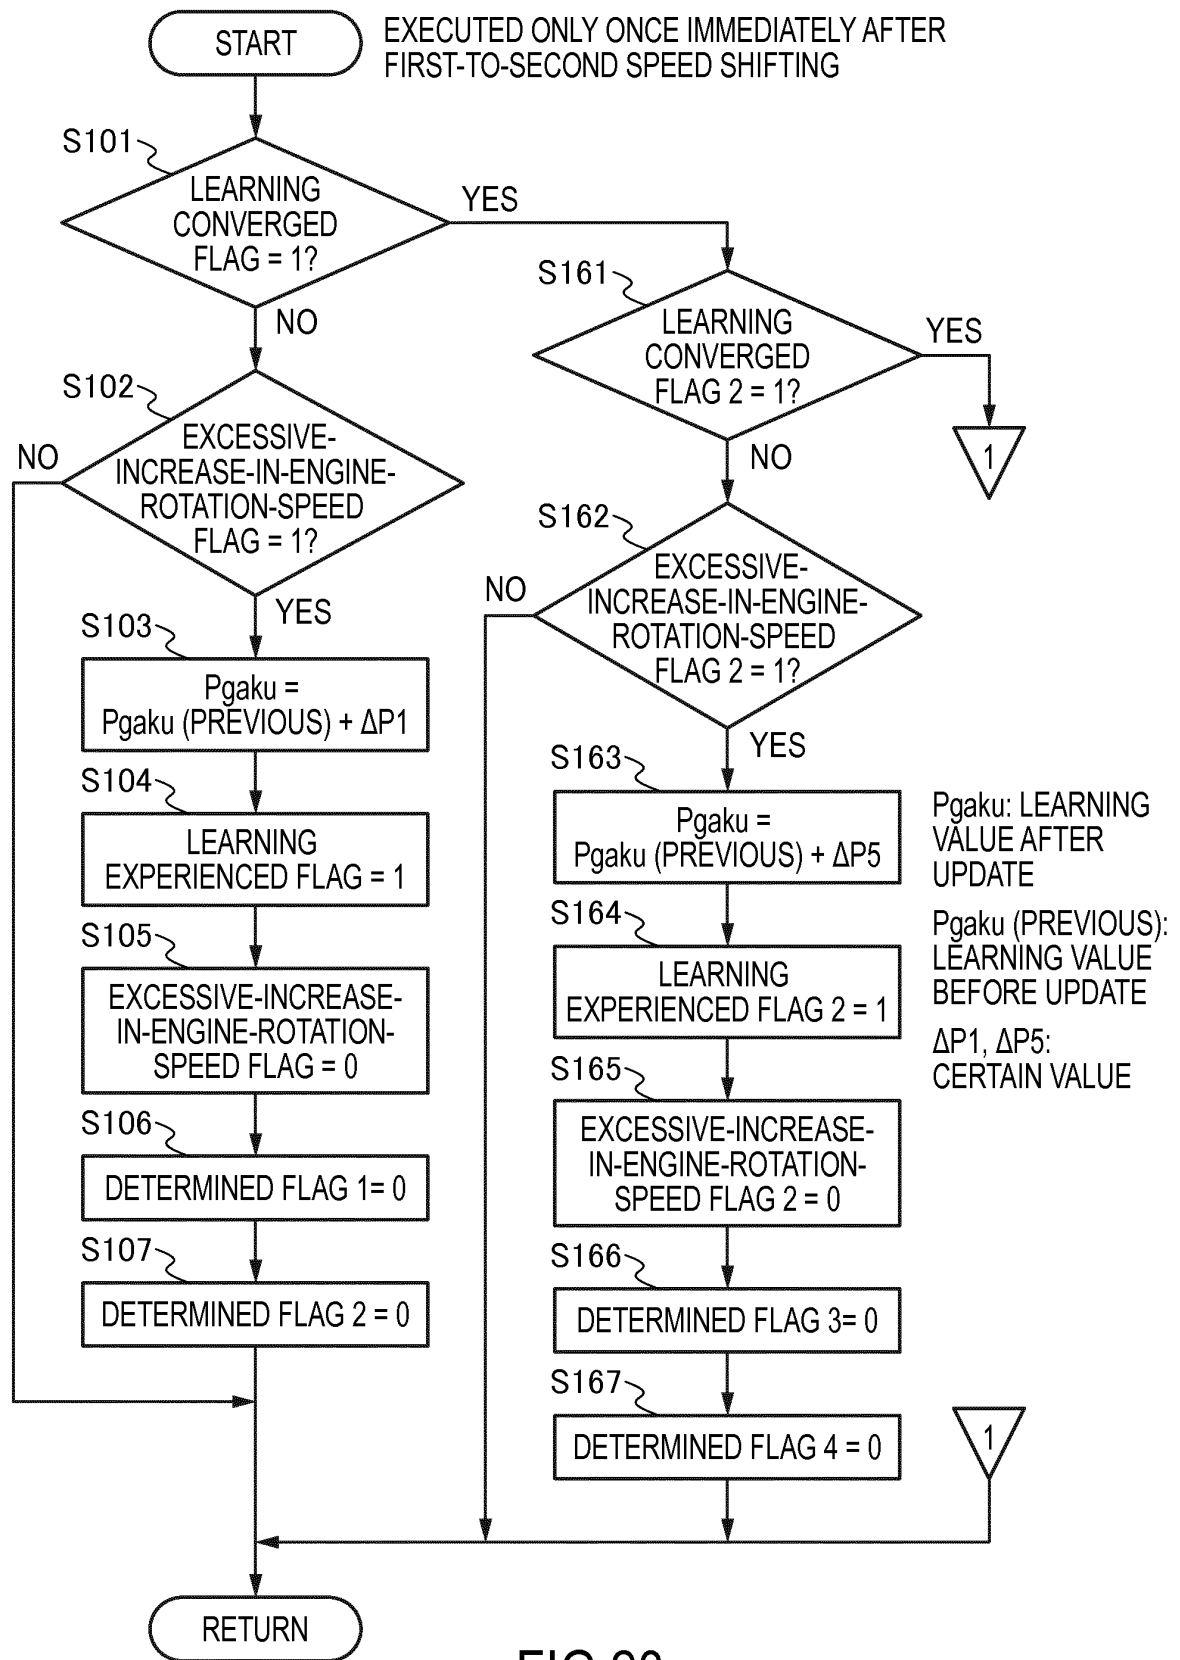 START
EXECUTED ONLY ONCE IMMEDIATELY AFTER
FIRST-TO-SECOND SPEED SHIFTING
S101
LEARNING
CONVERGED
FLAG = 1?
YES
NO
S102
EXCESSIVE-
INCREASE-IN-ENGINE-
ROTATION-SPEED
FLAG = 1?
NO
YES
S103
Pgaku =
Pgaku (PREVIOUS) + ΔP1
S104
LEARNING
EXPERIENCED FLAG = 1
S105
EXCESSIVE-INCREASE-
IN-ENGINE-ROTATION-
SPEED FLAG = 0
S106
DETERMINED FLAG 1= 0
S107
DETERMINED FLAG 2 = 0
S161
LEARNING
CONVERGED
FLAG 2 = 1?
YES
1
NO
S162
EXCESSIVE-
INCREASE-IN-ENGINE-
ROTATION-SPEED
FLAG 2 = 1?
NO
YES
S163
Pgaku =
Pgaku (PREVIOUS) + ΔP5
S164
LEARNING
EXPERIENCED FLAG 2 = 1
S165
EXCESSIVE-INCREASE-
IN-ENGINE-ROTATION-
SPEED FLAG 2 = 0
S166
DETERMINED FLAG 3= 0
S167
DETERMINED FLAG 4 = 0
1
Pgaku: LEARNING
VALUE AFTER
UPDATE
Pgaku (PREVIOUS):
LEARNING VALUE
BEFORE UPDATE
ΔP1, ΔP5:
CERTAIN VALUE
RETURN